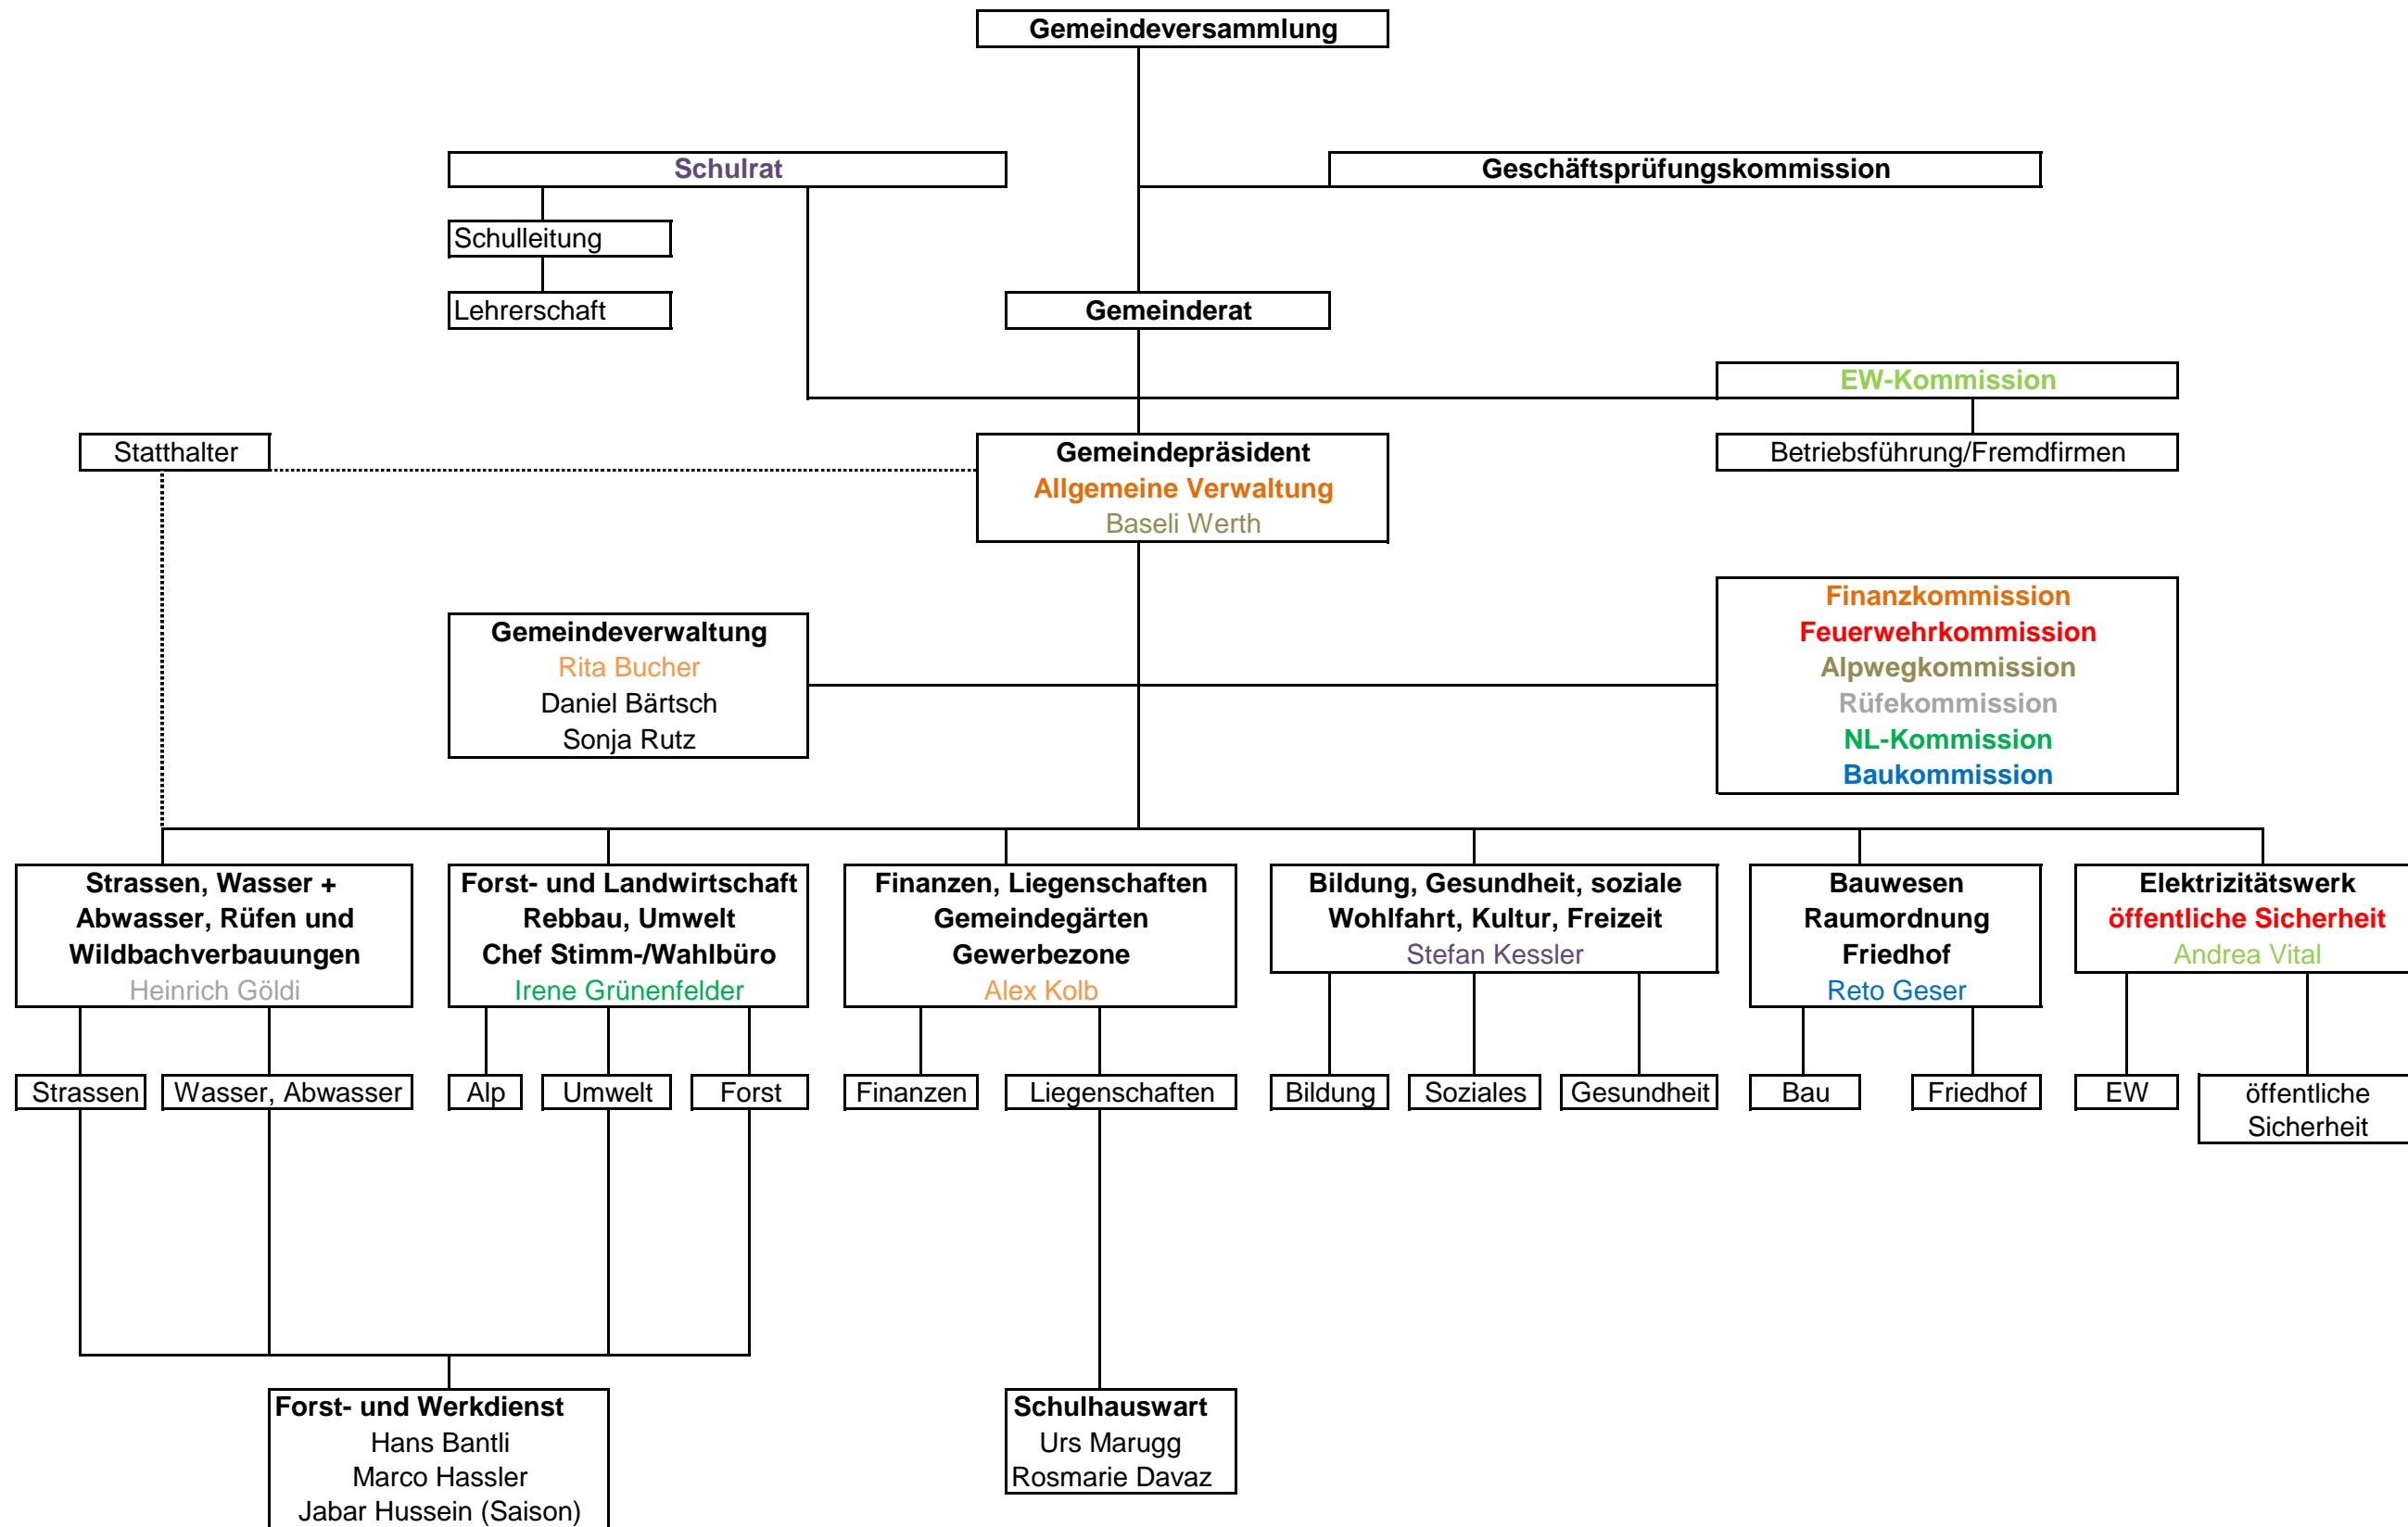 Gemeindeversammlung
Schulrat
Geschäftsprüfungskommission
Schulleitung
Lehrerschaft
Gemeinderat
EW-Kommission
Statthalter
Gemeindepräsident
Allgemeine Verwaltung
Baseli Werth
Betriebsführung/Fremdfirmen
Gemeindeverwaltung
Rita Bucher
Daniel Bärtsch
Sonja Rutz
Finanzkommission
Feuerwehrkommission
Alpwegkommission
Rüfekommission
NL-Kommission
Baukommission
Strassen, Wasser +
Abwasser, Rüfen und
Wildbachverbauungen
Heinrich Göldi
Forst- und Landwirtschaft
Rebbau, Umwelt
Chef Stimm-/Wahlbüro
Irene Grünenfelder
Finanzen, Liegenschaften
Gemeindegärten
Gewerbezone
Alex Kolb
Bildung, Gesundheit, soziale
Wohlfahrt, Kultur, Freizeit
Stefan Kessler
Bauwesen
Raumordnung
Friedhof
Reto Geser
Elektrizitätswerk
öffentliche Sicherheit
Andrea Vital
Strassen
Wasser, Abwasser
Alp
Umwelt
Forst
Finanzen
Liegenschaften
Bildung
Soziales
Gesundheit
Bau
Friedhof
EW
öffentliche
Sicherheit
Forst- und Werkdienst
Hans Bantli
Marco Hassler
Jabar Hussein (Saison)
Schulhauswart
Urs Marugg
Rosmarie Davaz